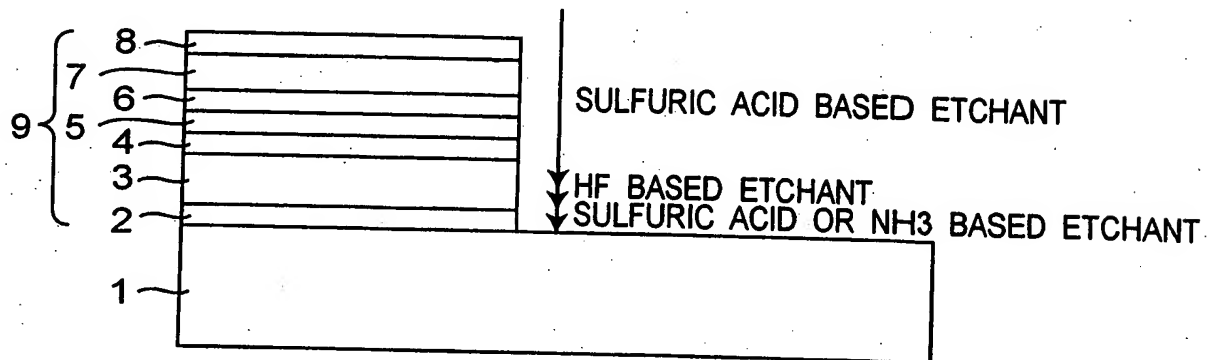 8
7
6
9 5
4
3
2
1
SULFURIC ACID BASED ETCHANT
HF BASED ETCHANT
SULFURIC ACID OR NH3 BASED ETCHANT